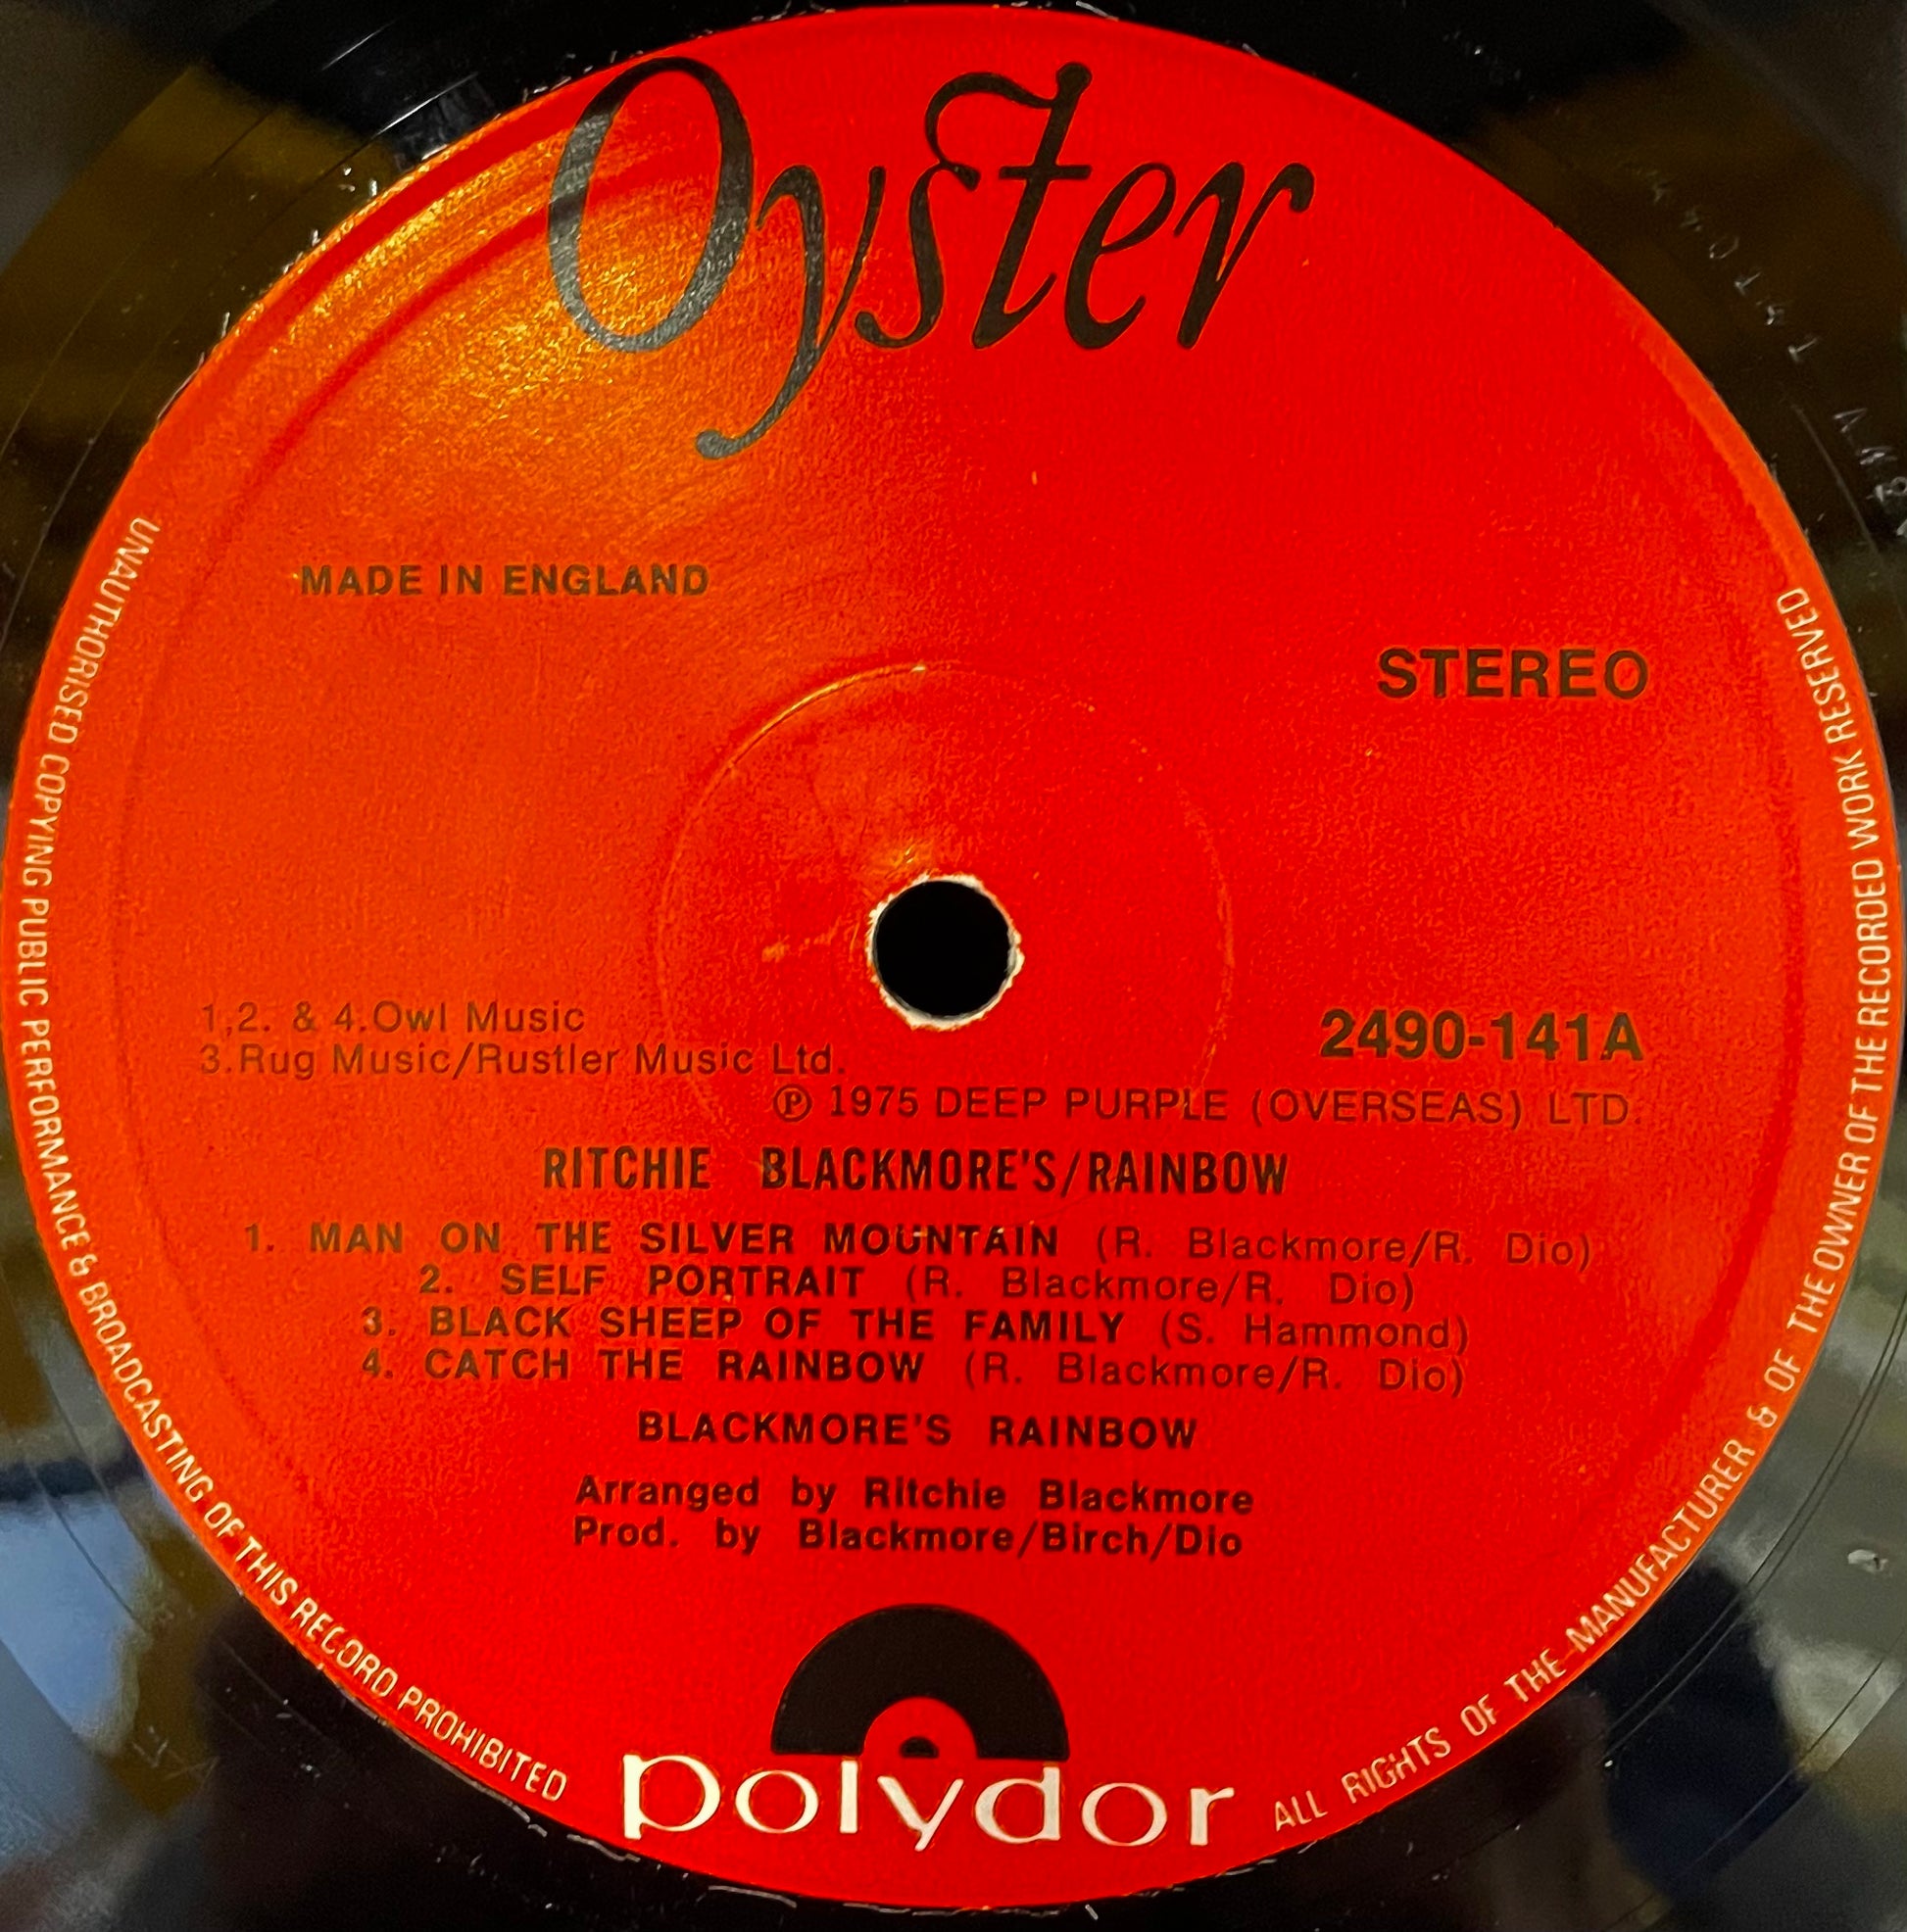 Oyster
MADE IN ENGLAND
STEREO
1,2. & 4.Owl Music
3.Rug Music/Rustler Music Ltd.
2490-141A
℗ 1975 DEEP PURPLE (OVERSEAS) LTD.
RITCHIE BLACKMORE'S/RAINBOW
1. MAN ON THE SILVER MOUNTAIN (R. Blackmore/R. Dio)
2. SELF PORTRAIT (R. Blackmore/R. Dio)
3. BLACK SHEEP OF THE FAMILY (S. Hammond)
4. CATCH THE RAINBOW (R. Blackmore/R. Dio)
BLACKMORE'S RAINBOW
Arranged by Ritchie Blackmore
Prod. by Blackmore/Birch/Dio
polydor
UNAUTHORISED COPYING PUBLIC PERFORMANCE & BROADCASTING OF THIS RECORD PROHIBITED
ALL RIGHTS OF THE MANUFACTURER & OF THE OWNER OF THE RECORDED WORK RESERVED